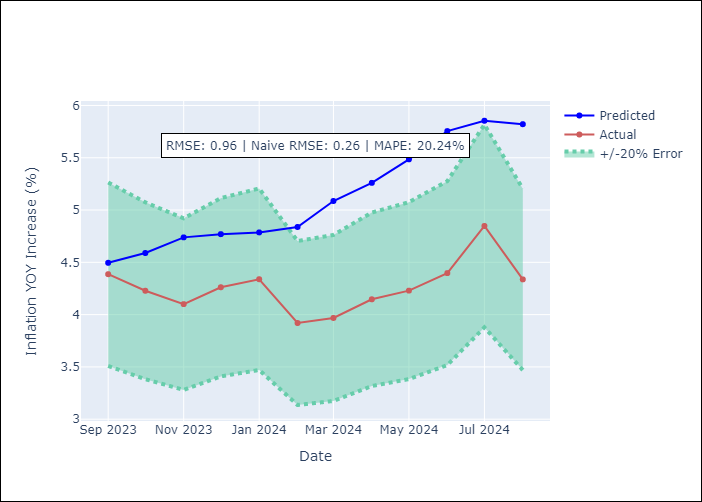 6
5.5
5
4.5
4
3.5
3
Inflation YOY Increase (%)
RMSE: 0.96 | Naive RMSE: 0.26 | MAPE: 20.24%
Predicted
Actual
+/-20% Error
Sep 2023
Nov 2023
Jan 2024
Mar 2024
May 2024
Jul 2024
Date